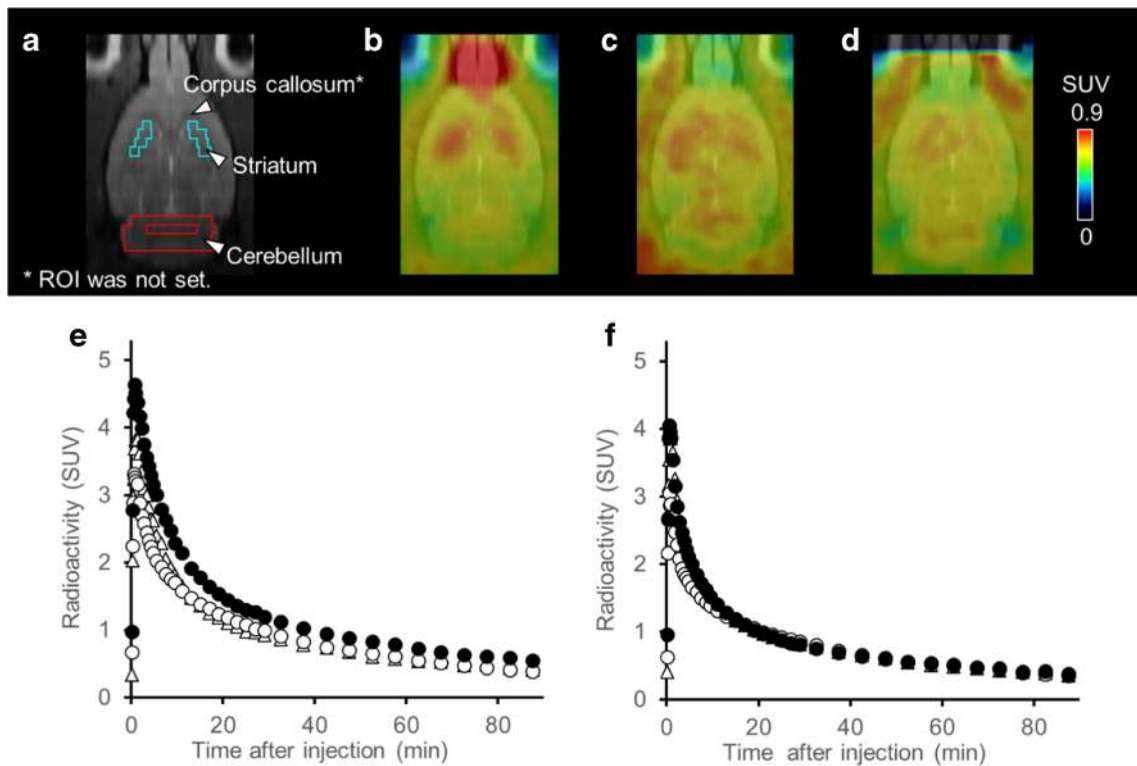 a
b
c
d
Corpus callosum*
Striatum
Cerebellum
* ROI was not set.
SUV
0.9
0
e
Radioactivity (SUV)
5
4
3
2
1
0
0 20 40 60 80
Time after injection (min)
f
Radioactivity (SUV)
5
4
3
2
1
0
0 20 40 60 80
Time after injection (min)